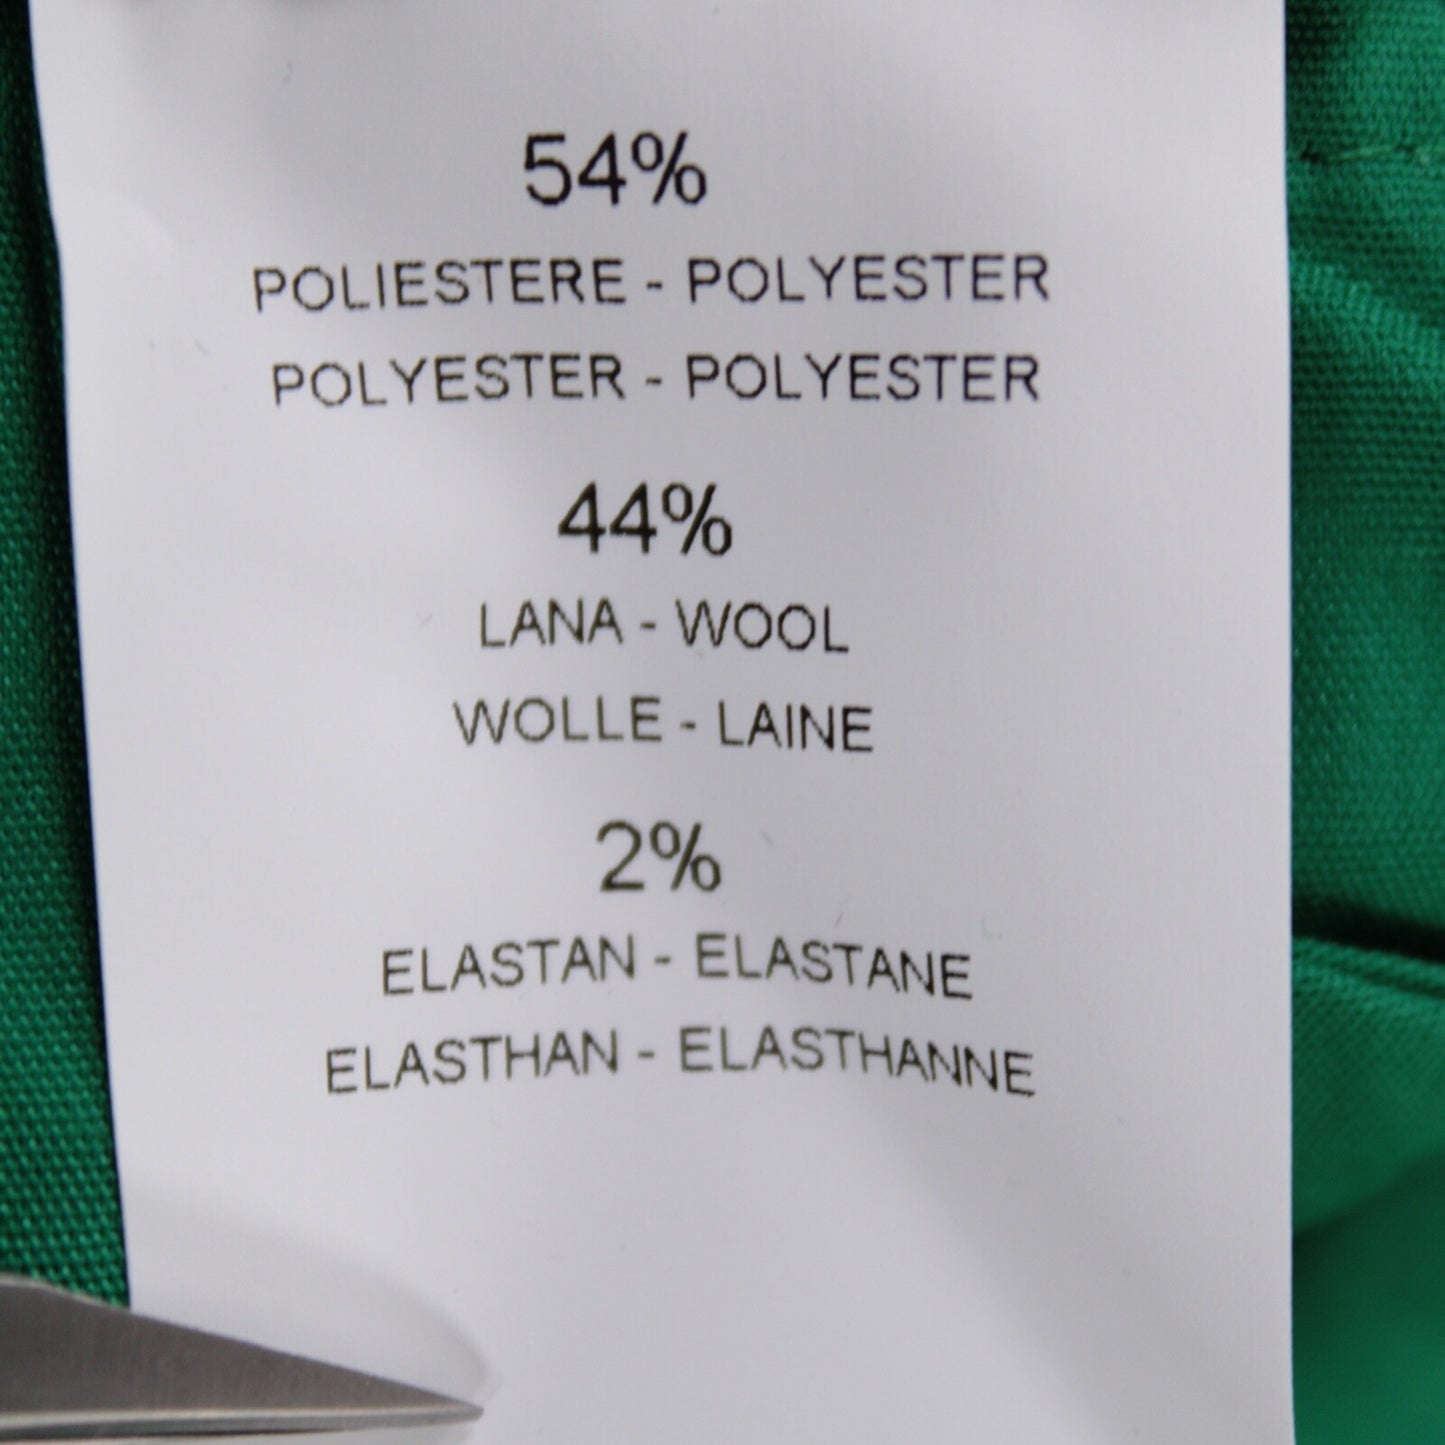 54%
POLIESTERE - POLYESTER
POLYESTER - POLYESTER
44%
LANA - WOOL
WOLLE - LAINE
2%
ELASTAN - ELASTANE
ELASTHAN - ELASTHANNE